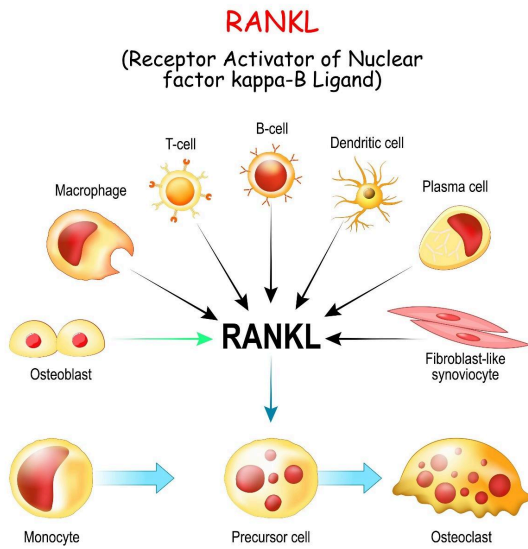 RANKL
(Receptor Activator of Nuclear
factor kappa-B Ligand)
B-cell
T-cell
Dendritic cell
Macrophage
Plasma cell
RANKL
Osteoblast
Fibroblast-like
synoviocyte
Monocyte
Precursor cell
Osteoclast